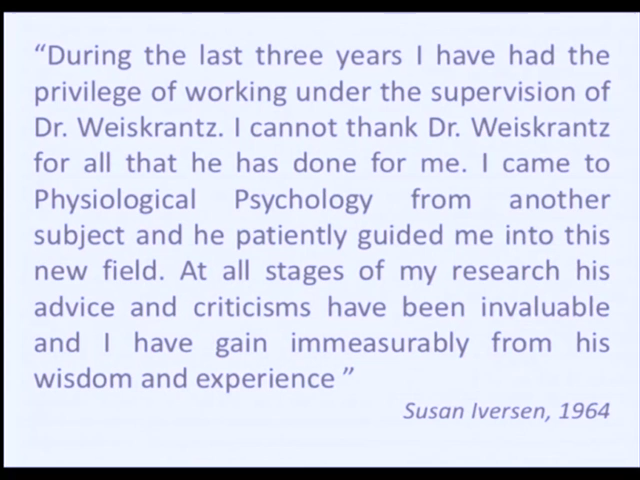 “During the last three years I have had the
privilege of working under the supervision of
Dr. Weiskrantz. I cannot thank Dr. Weiskrantz
for all that he has done for me. I came to
Physiological Psychology from another
subject and he patiently guided me into this
new field. At all stages of my research his
advice and criticisms have been invaluable
and I have gain immeasurably from his
wisdom and experience ”
Susan Iversen, 1964